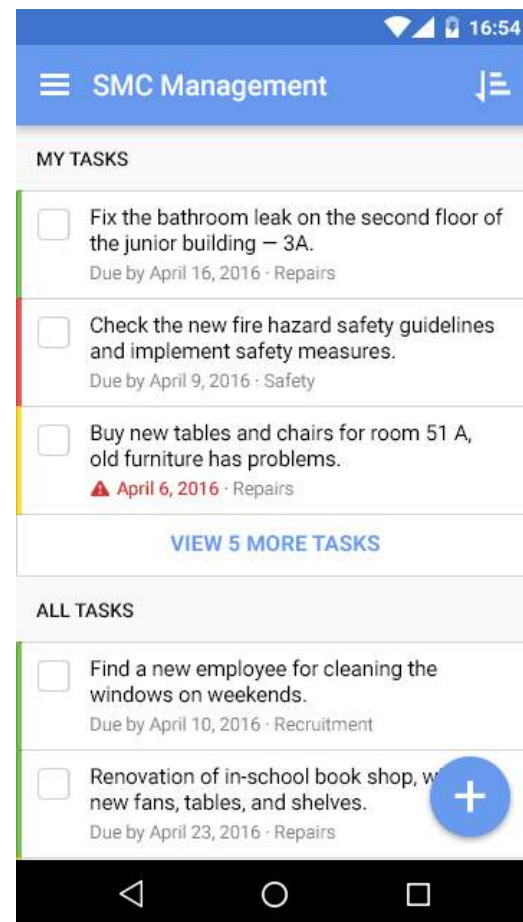 16:54
SMC Management
MY TASKS
Fix the bathroom leak on the second floor of
the junior building — 3A.
Due by April 16, 2016 · Repairs
Check the new fire hazard safety guidelines
and implement safety measures.
Due by April 9, 2016 · Safety
Buy new tables and chairs for room 51 A,
old furniture has problems.
April 6, 2016 · Repairs
VIEW 5 MORE TASKS
ALL TASKS
Find a new employee for cleaning the
windows on weekends.
Due by April 10, 2016 · Recruitment
Renovation of in-school book shop,
new fans, tables, and shelves.
Due by April 23, 2016 · Repairs